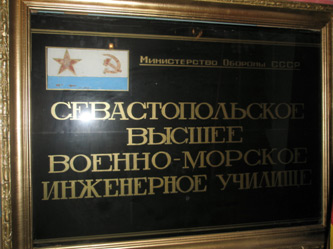 Министерство Обороны СССР
СЕВАСТОПОЛЬСКОЕ
ВЫСШЕЕ
ВОЕННО-МОРСКОЕ
ИНЖЕНЕРНОЕ УЧИЛИЩЕ